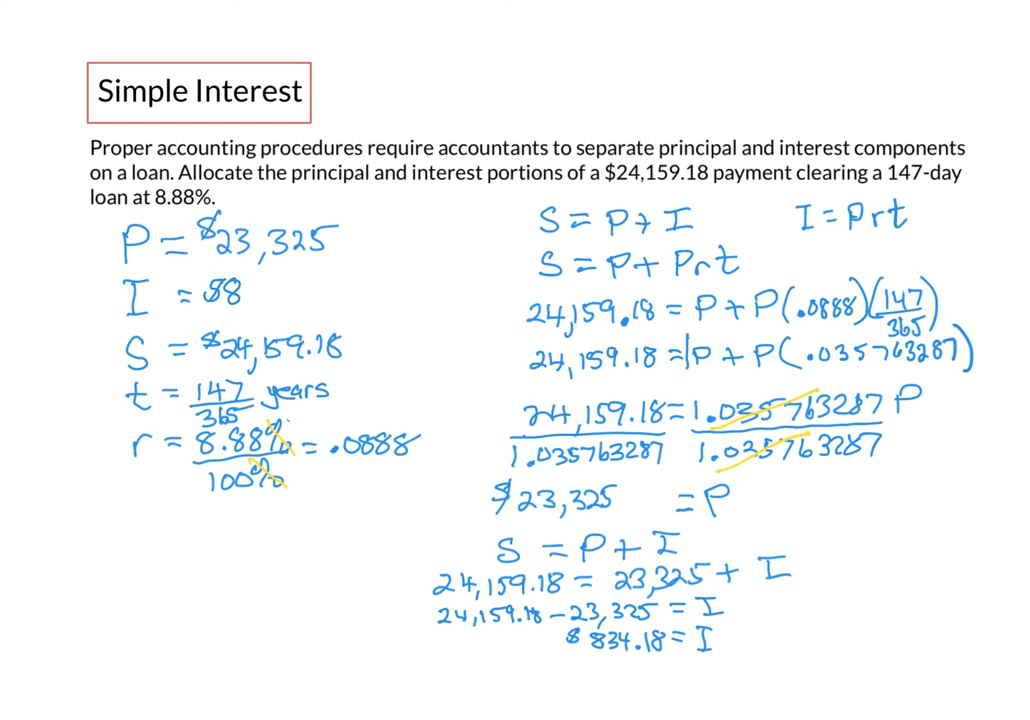 Simple Interest
Proper accounting procedures require accountants to separate principal and interest components
on a loan. Allocate the principal and interest portions of a $24,159.18 payment clearing a 147-day
loan at 8.88%.
P = $23,325
I =
S = $24,159.18
t = 147/365 years
r = 8.88%/100% = .0888
S = P + I
I = Prt
S = P + Prt
24,159.18 = P + P(.0888)(147/365)
24,159.18 = 1P + P(.035763287)
24,159.18/1.035763287 = 1.035763287 P/1.035763287
$23,325 = P
S = P + I
24,159.18 = 23,325 + I
24,159.18 - 23,325 = I
$834.18 = I